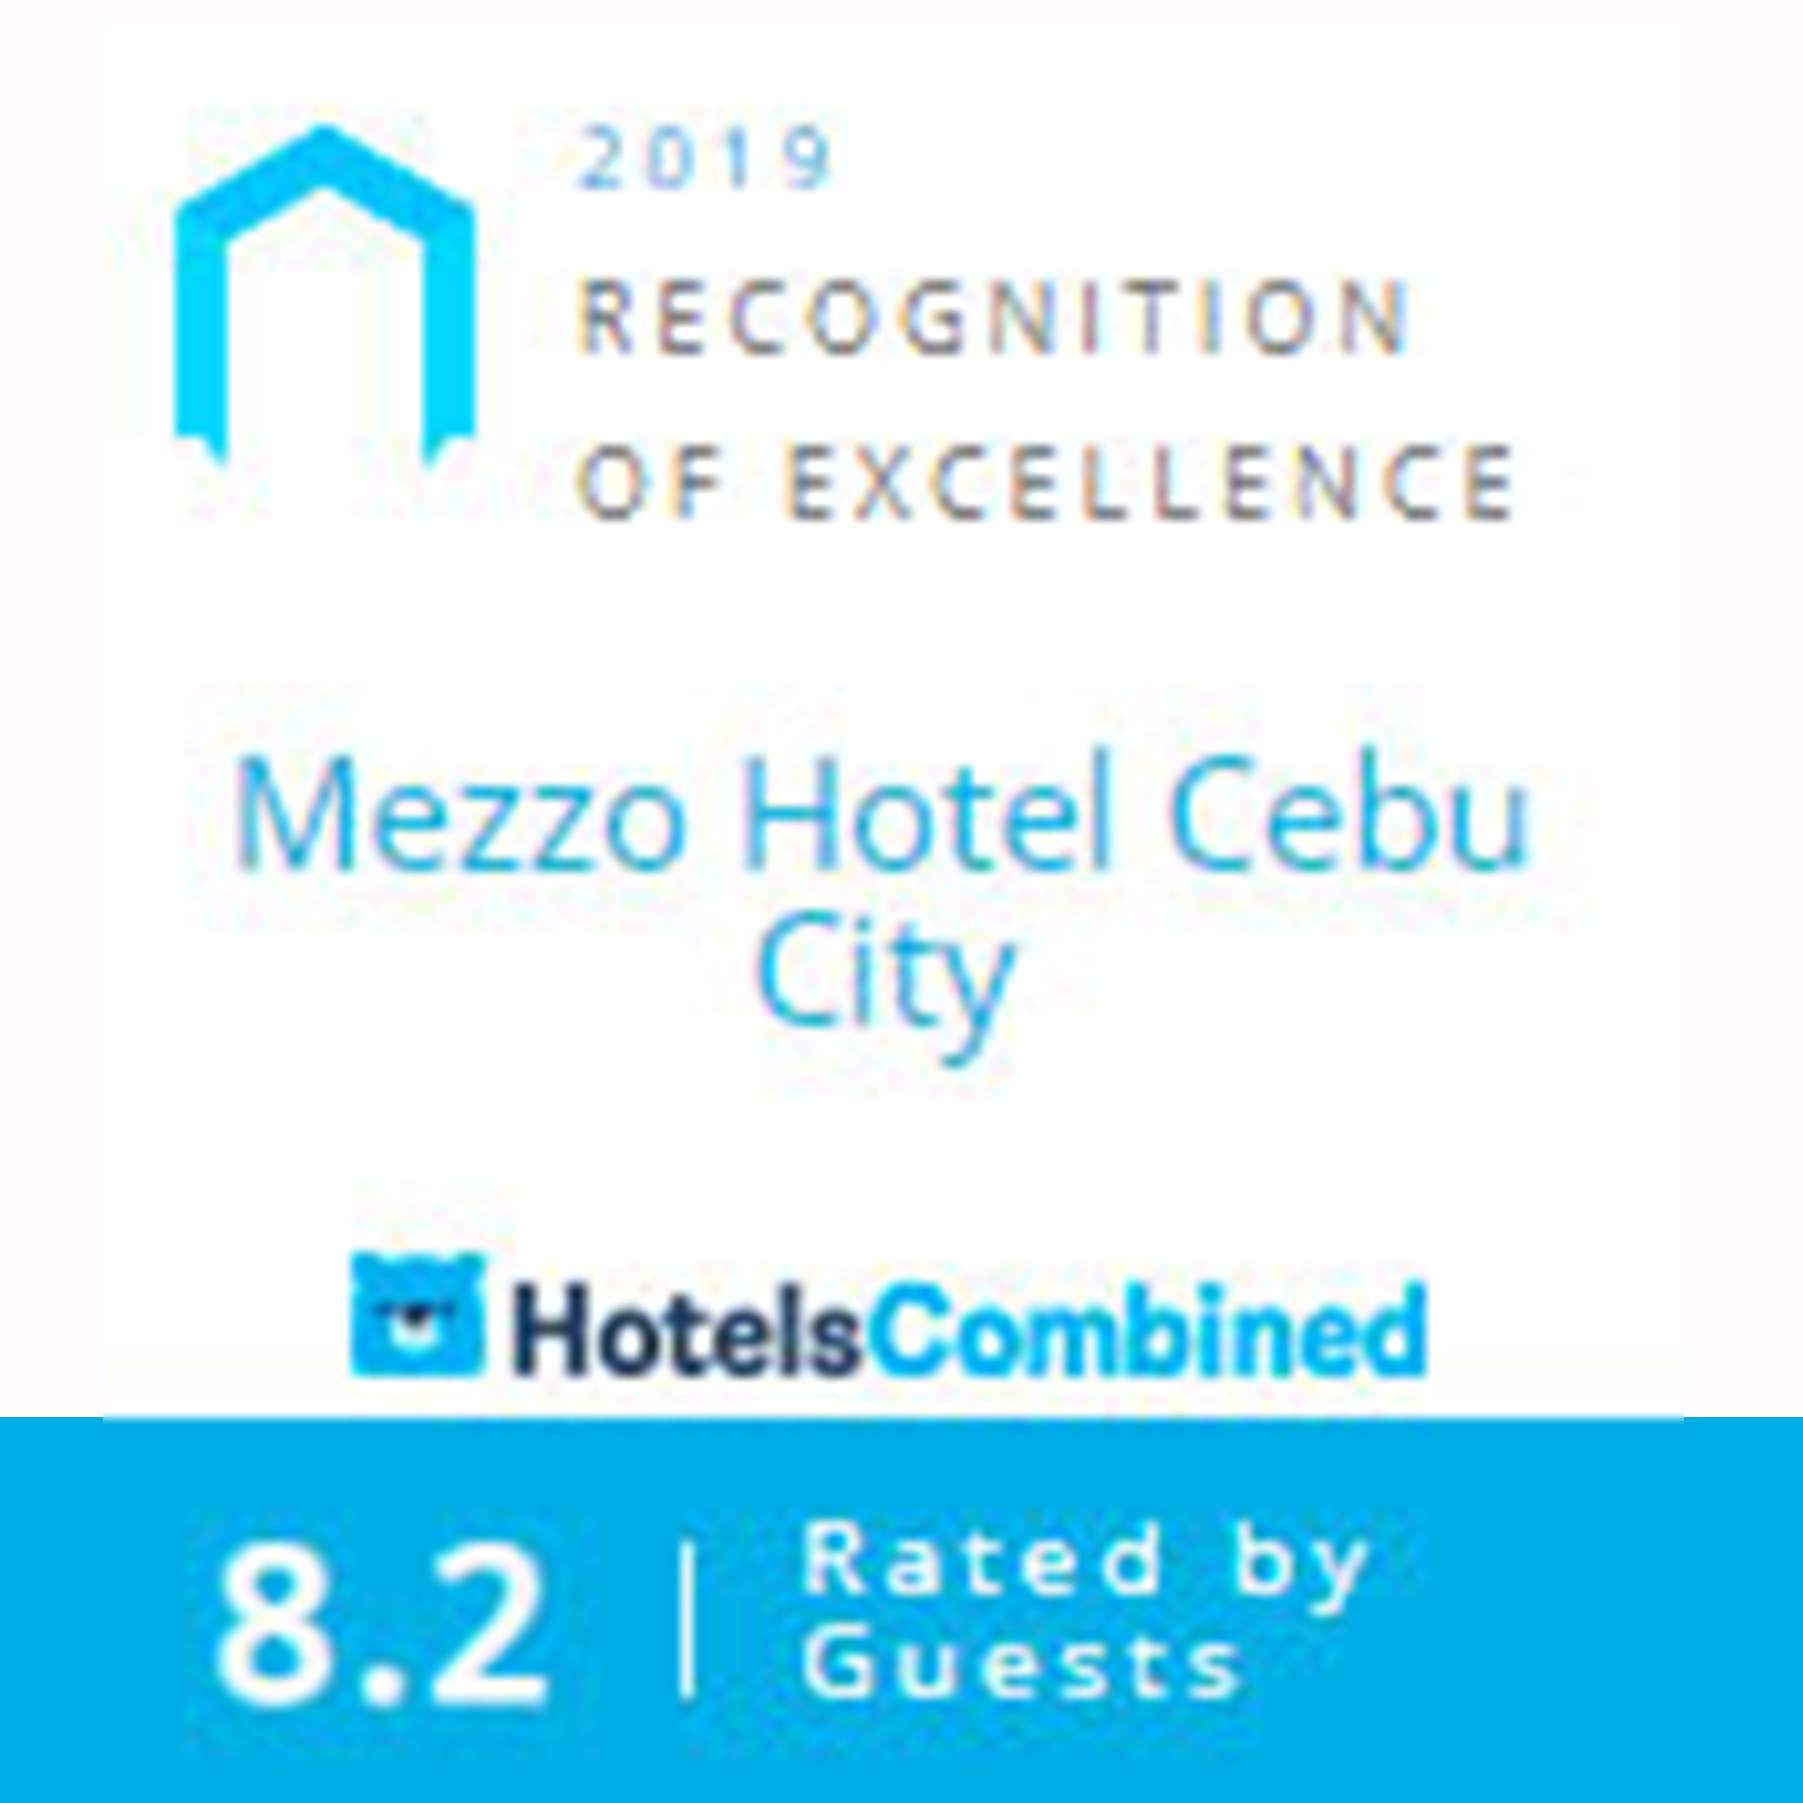 2019
RECOGNITION
OF EXCELLENCE
Mezzo Hotel Cebu
City
HotelsCombined
8.2
Rated by
Guests